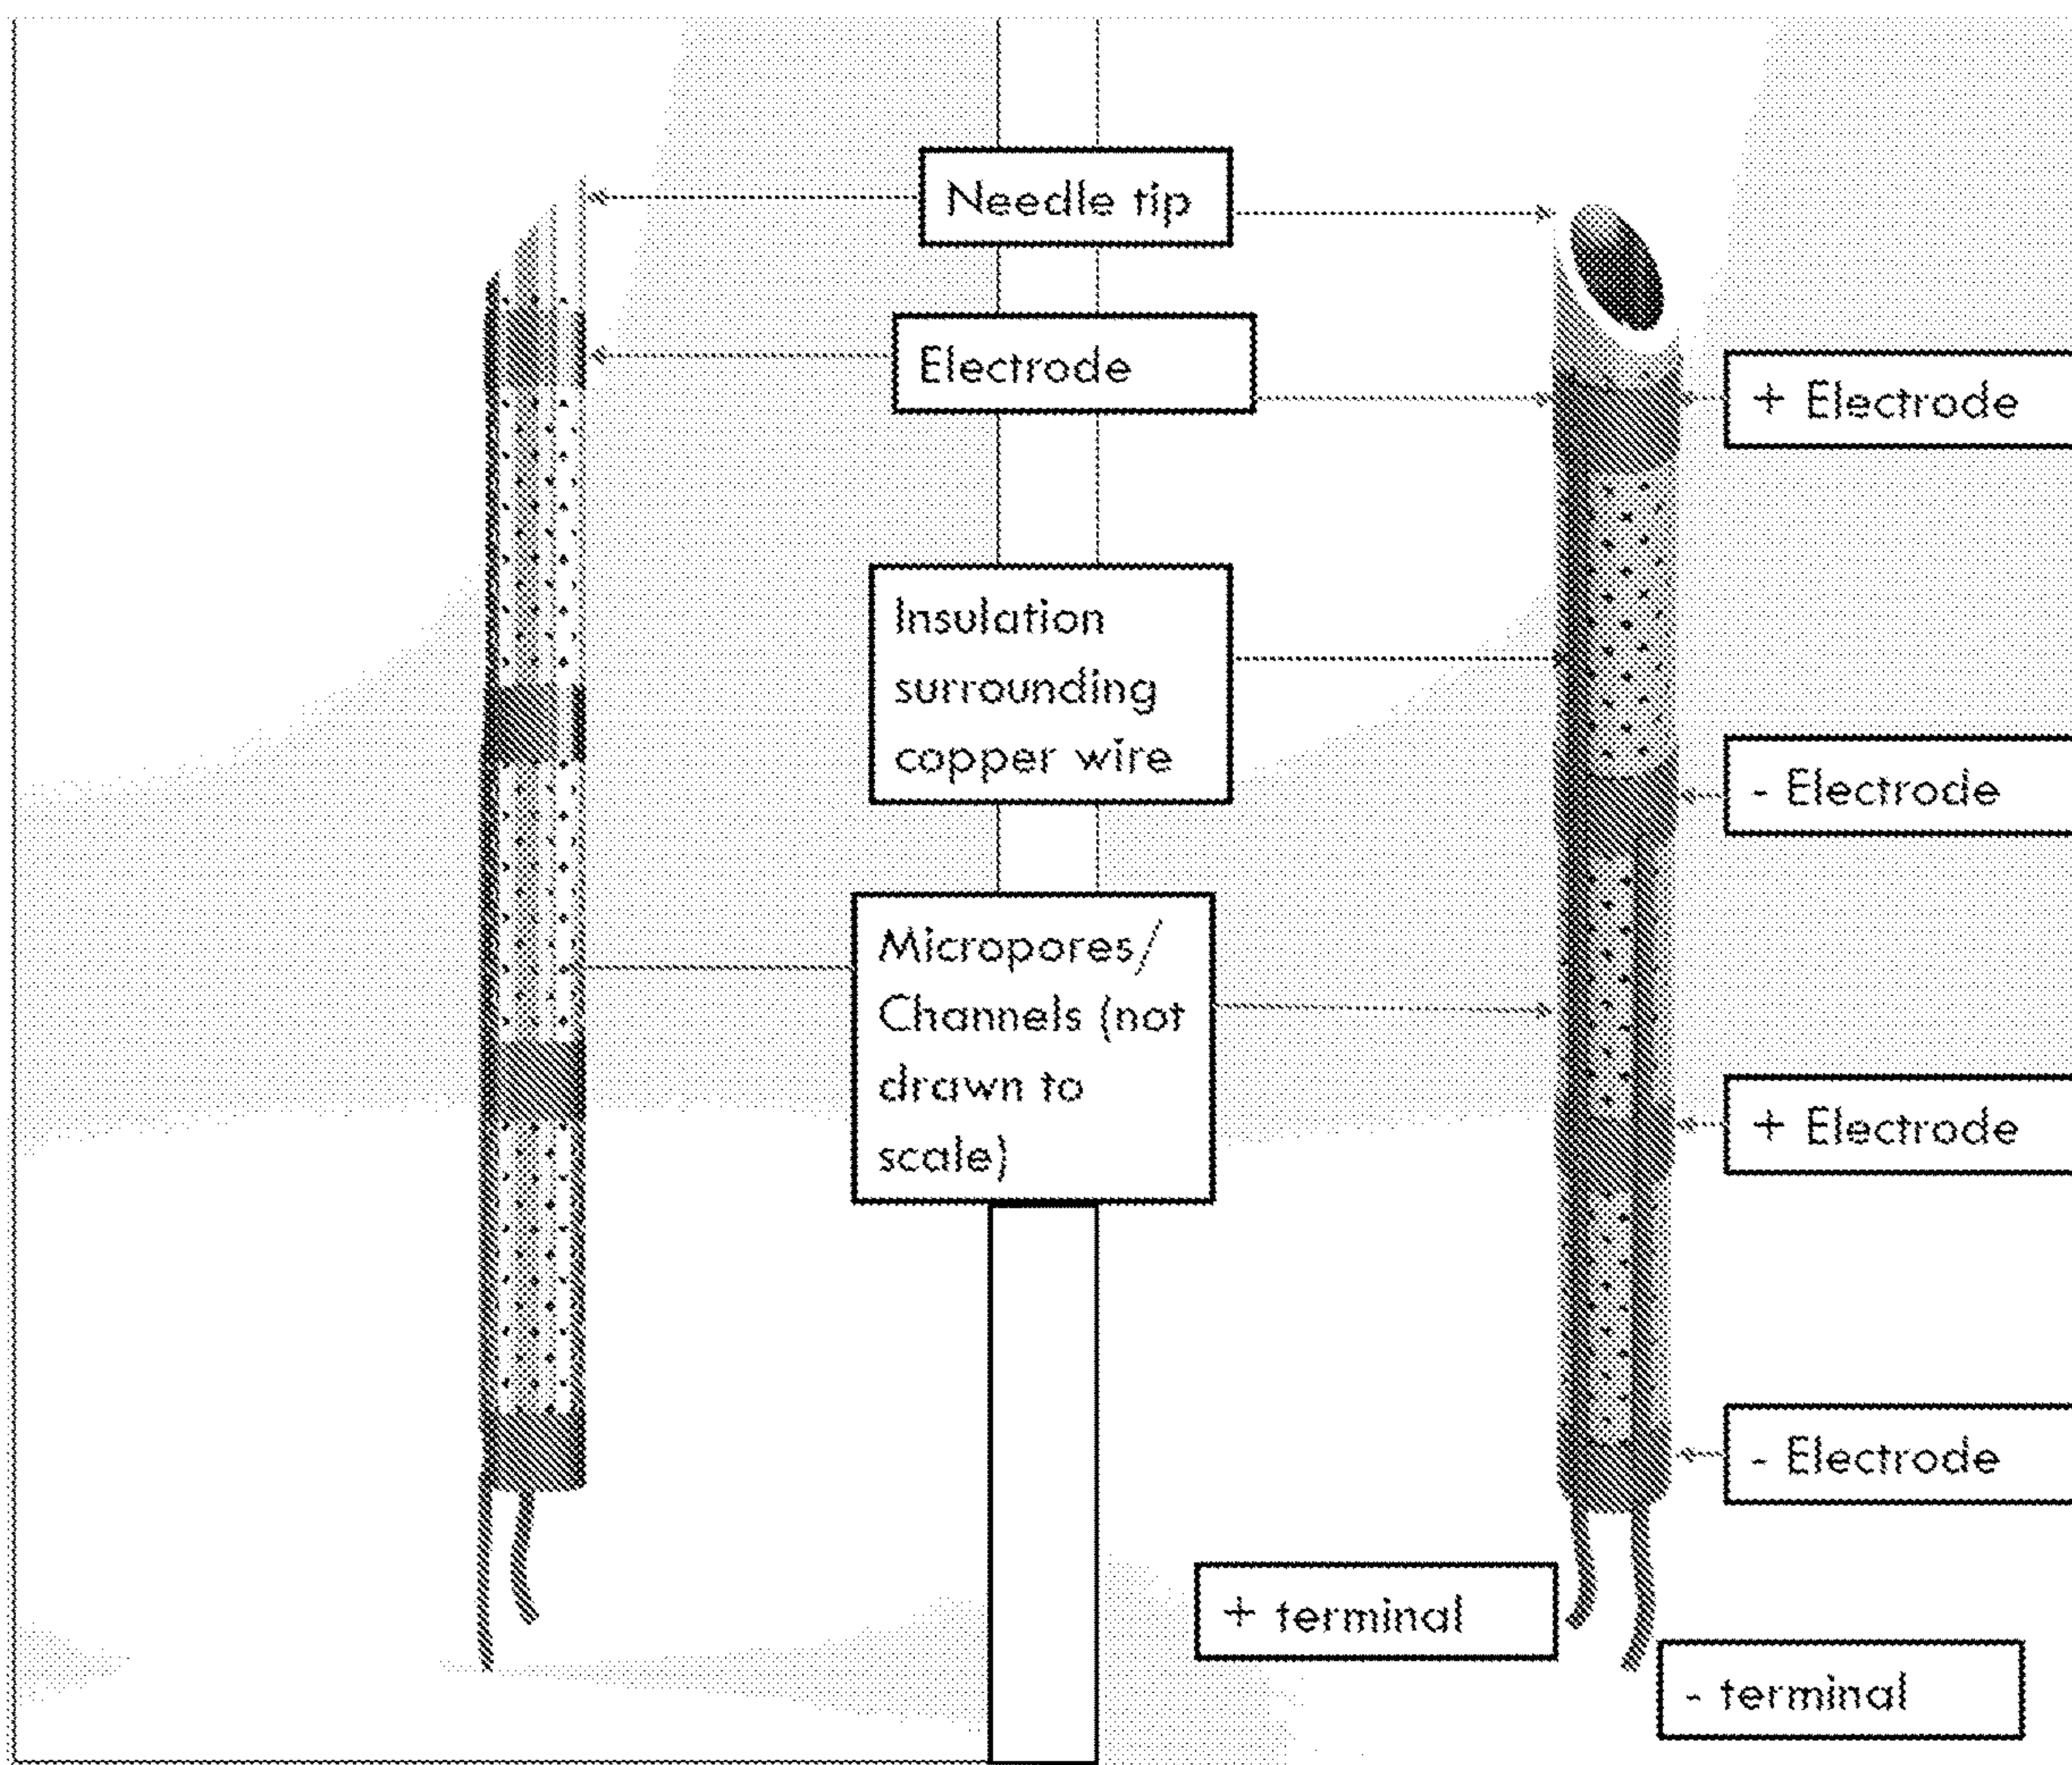 Needle tip
Electrode
+ Electrode
Insulation
surrounding
copper wire
- Electrode
Micropores/
Channels (not
drawn to
scale)
+ Electrode
- Electrode
+ terminal
- terminal